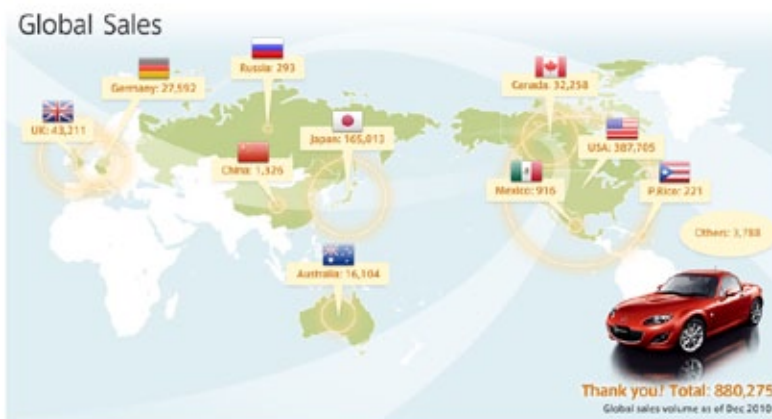 Global Sales
Russia: 293
Canada: 32,258
Germany: 27,592
UK: 43,211
Japan: 165,013
USA: 387,705
China: 1,326
Mexico: 916
P.Rico: 221
Others: 3,788
Australia: 16,104
Thank you! Total: 880,275
Global sales volume as of Dec 2010